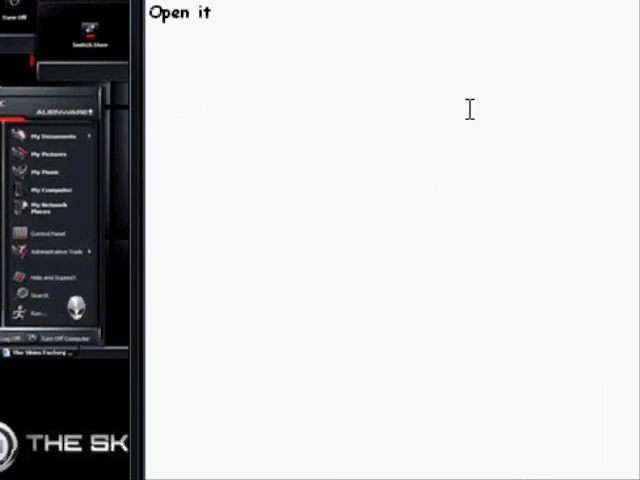 Open it
Turn Off
Switch User
ALIENWARE
My Documents
My Pictures
My Music
My Computer
My Network
Places
Control Panel
Administrative Tools
Help and Support
Search
Run...
Log Off
Turn Off Computer
The Skins Factory
THE SK